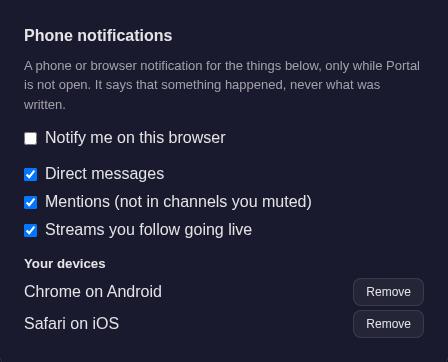 Phone notifications
A phone or browser notification for the things below, only while Portal
is not open. It says that something happened, never what was
written.
Notify me on this browser
Direct messages
Mentions (not in channels you muted)
Streams you follow going live
Your devices
Chrome on Android
Remove
Safari on iOS
Remove